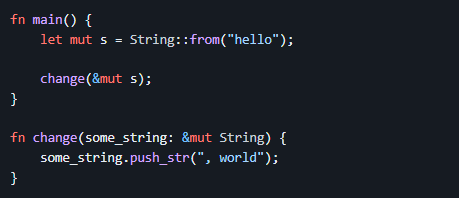 fn main() {
    let mut s = String::from("hello");

    change(&mut s);
}

fn change(some_string: &mut String) {
    some_string.push_str(", world");
}